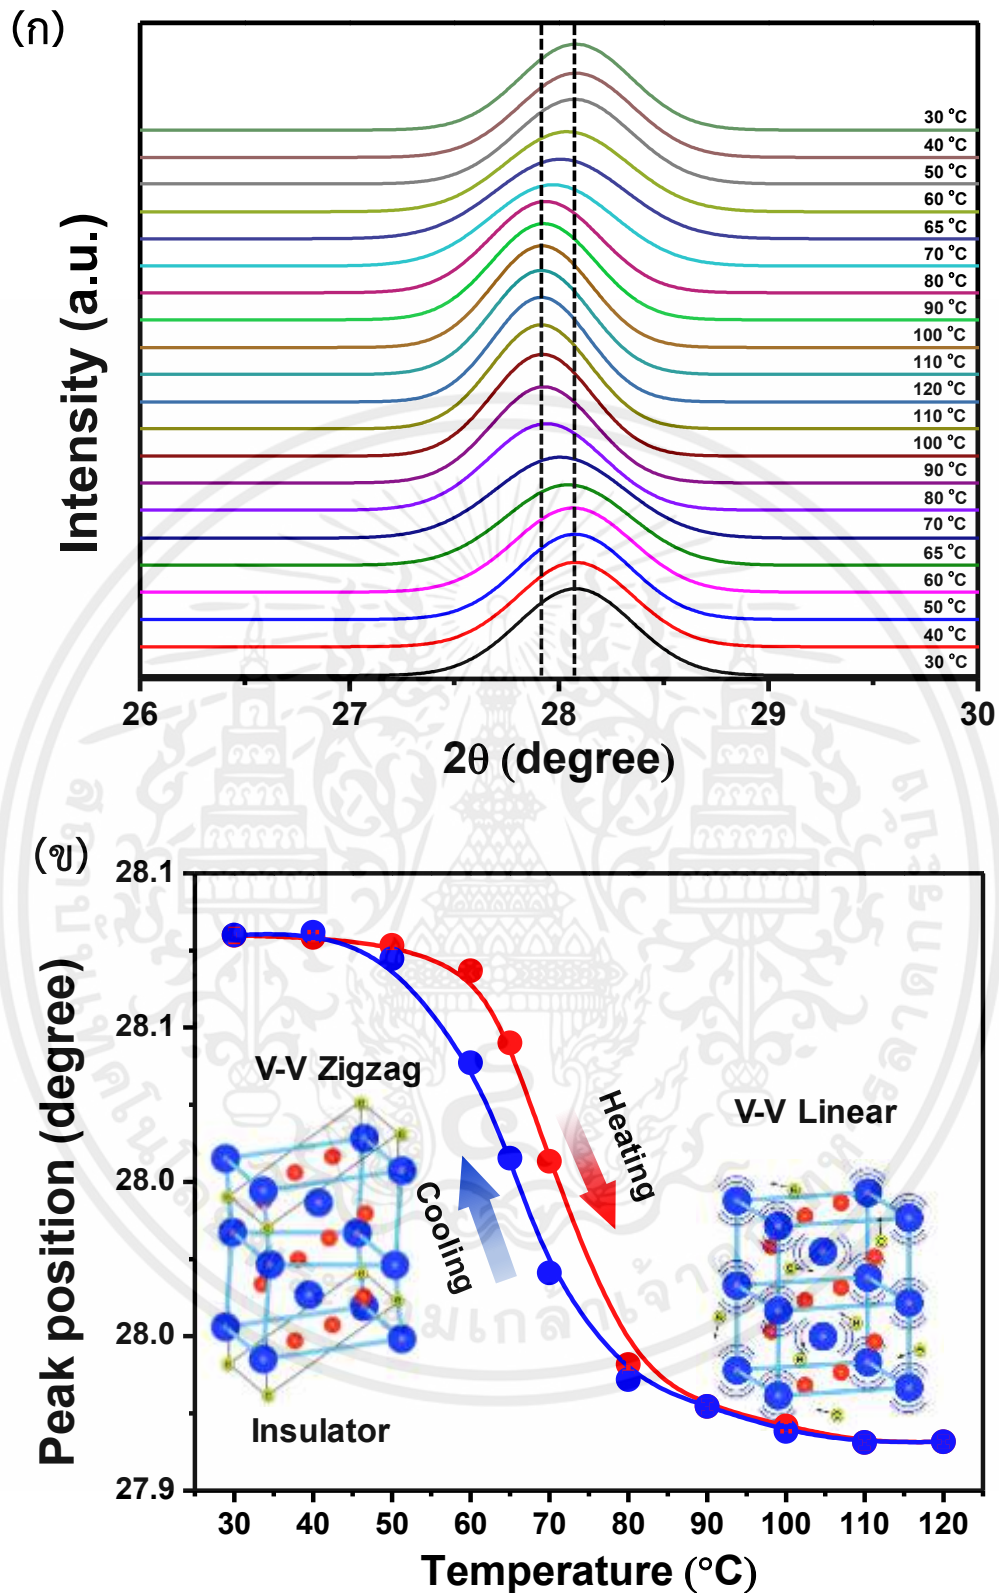 (ก)
30 °C
40 °C
50 °C
60 °C
65 °C
70 °C
80 °C
90 °C
100 °C
110 °C
120 °C
110 °C
100 °C
90 °C
80 °C
70 °C
65 °C
60 °C
50 °C
40 °C
30 °C
Intensity (a.u.)
26 27 28 29 30
2θ (degree)
(ข)
28.1
28.1
28.0
28.0
27.9
Peak position (degree)
V-V Zigzag
Insulator
Cooling
Heating
V-V Linear
30 40 50 60 70 80 90 100 110 120
Temperature (°C)